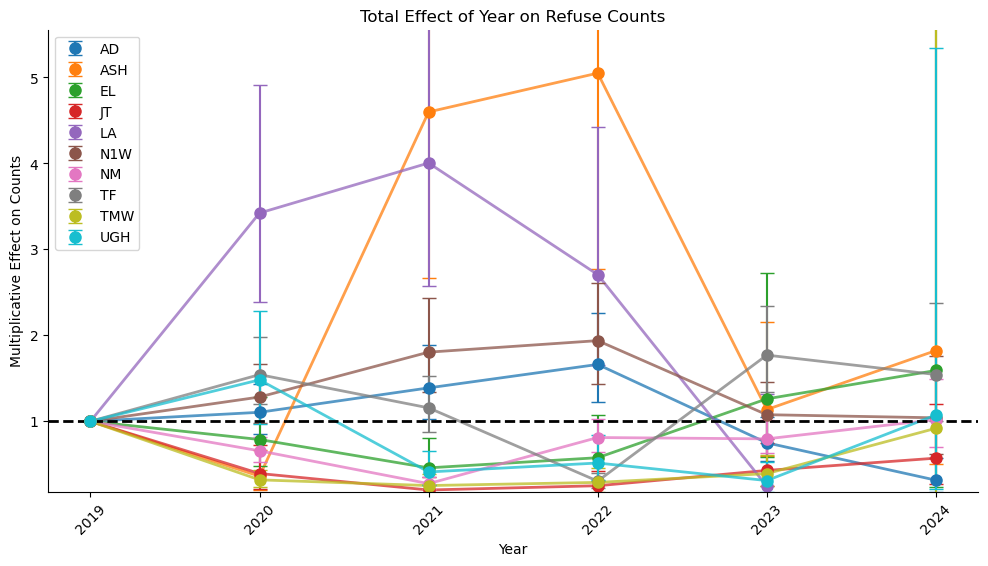 Total Effect of Year on Refuse Counts
AD
ASH
EL
JT
LA
N1W
NM
TF
TMW
UGH
Multiplicative Effect on Counts
5
4
3
2
1
2019
2020
2021
2022
2023
2024
Year